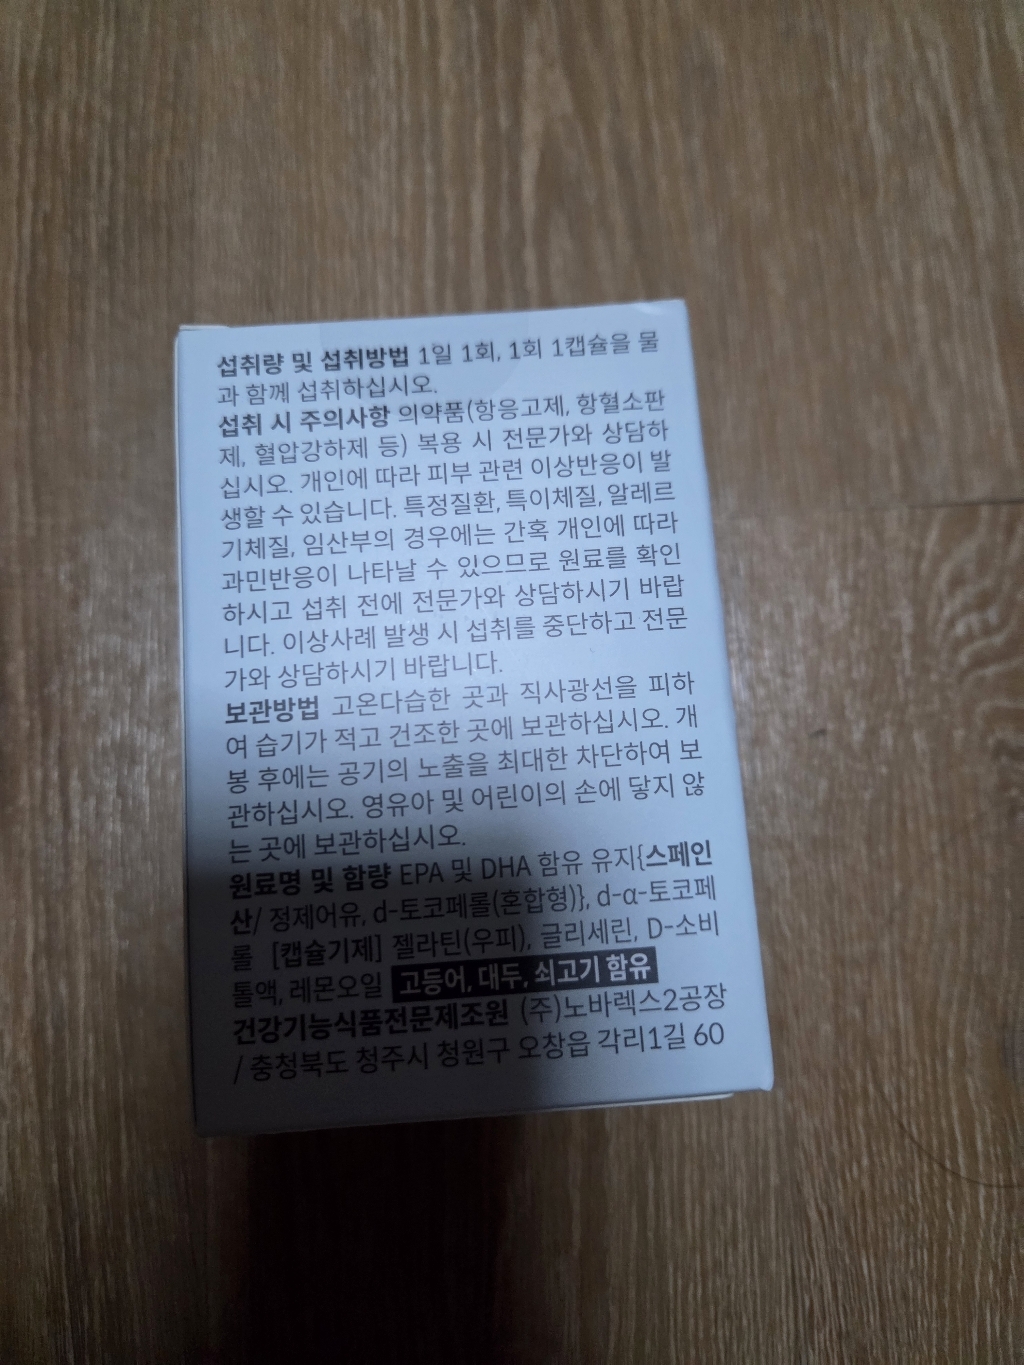 섭취량 및 섭취방법 1일 1회, 1회 1캡슐을 물
과 함께 섭취하십시오.
섭취 시 주의사항 의약품(항응고제, 항혈소판
제, 혈압강하제 등) 복용 시 전문가와 상담하
십시오. 개인에 따라 피부 관련 이상반응이 발
생할 수 있습니다. 특정질환, 특이체질, 알레르
기체질, 임산부의 경우에는 간혹 개인에 따라
과민반응이 나타날 수 있으므로 원료를 확인
하시고 섭취 전에 전문가와 상담하시기 바랍
니다. 이상사례 발생 시 섭취를 중단하고 전문
가와 상담하시기 바랍니다.
보관방법 고온다습한 곳과 직사광선을 피하
여 습기가 적고 건조한 곳에 보관하십시오. 개
봉 후에는 공기의 노출을 최대한 차단하여 보
관하십시오. 영유아 및 어린이의 손에 닿지 않
는 곳에 보관하십시오.
원료명 및 함량 EPA 및 DHA 함유 유지{스페인
산/ 정제어유, d-토코페롤(혼합형)}, d-α-토코페
롤 [캡슐기제] 젤라틴(우피), 글리세린, D-소비
톨액, 레몬오일 고등어, 대두, 쇠고기 함유
건강기능식품전문제조원 (주)노바렉스2공장
/ 충청북도 청주시 청원구 오창읍 각리1길 60